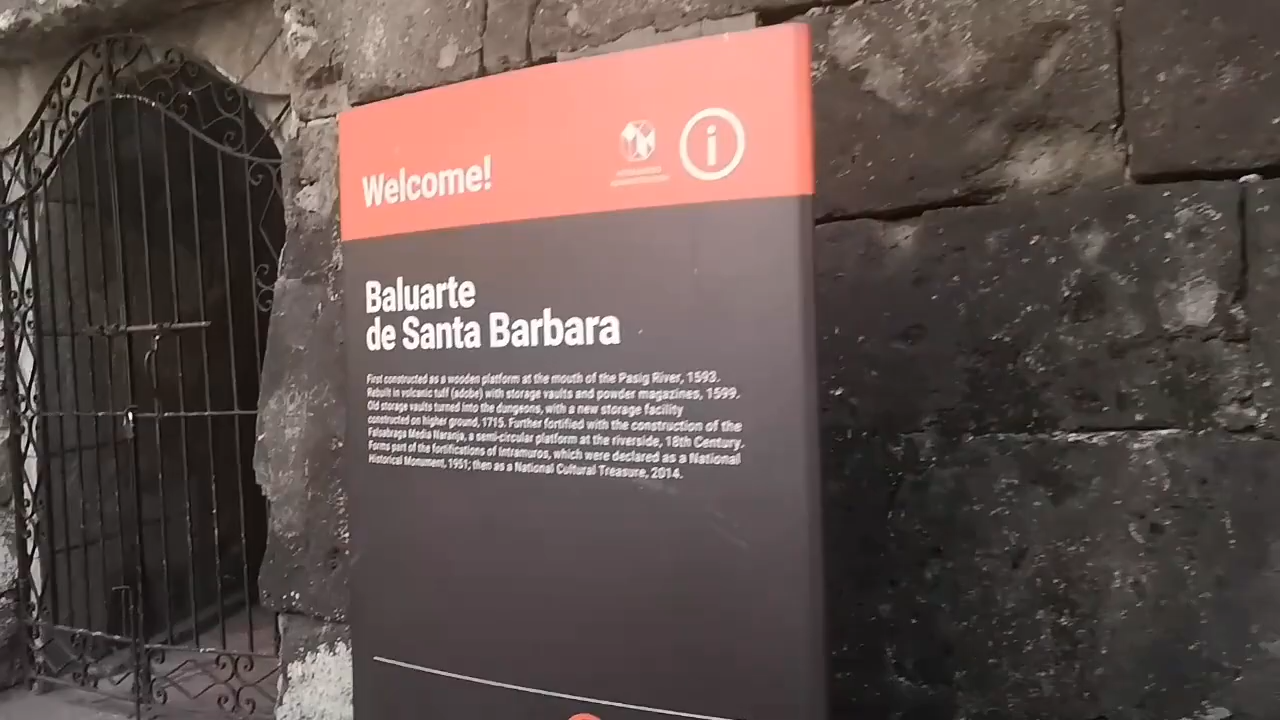 Welcome!
i
Baluarte
de Santa Barbara
First constructed as a wooden platform at the mouth of the Pasig River, 1593.
Rebuilt in volcanic tuff (adobe) with storage vaults and powder magazines, 1599.
Old storage vaults turned into the dungeons, with a new storage facility
constructed on higher ground, 1715. Further fortified with the construction of the
Falsabraga Media Naranja, a semi-circular platform at the riverside, 18th Century.
Forms part of the fortifications of Intramuros, which were declared as a National
Historical Monument, 1951; then as a National Cultural Treasure, 2014.